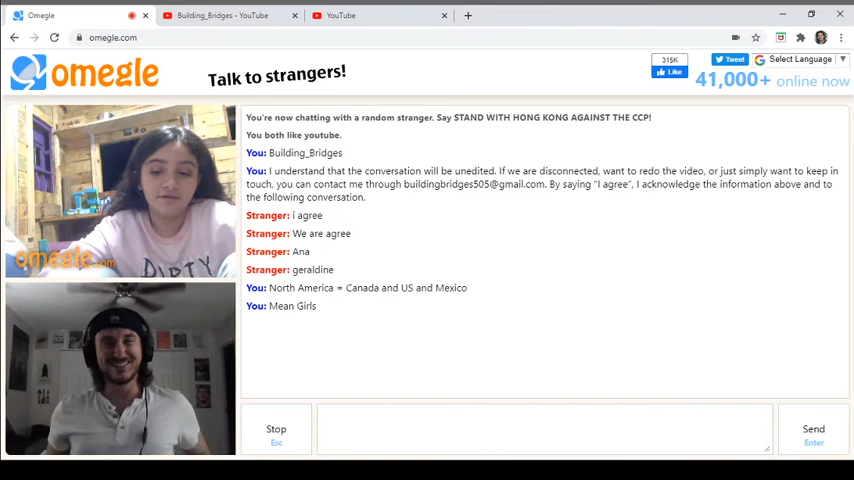 Omegle
Building_Bridges - YouTube
YouTube
omegle.com
omegle
Talk to strangers!
315K
Like
Tweet
Select Language
41,000+ online now
You're now chatting with a random stranger. Say STAND WITH HONG KONG AGAINST THE CCP!
You both like youtube.
You: Building_Bridges
You: I understand that the conversation will be unedited. If we are disconnected, want to redo the video, or just simply want to keep in
touch, you can contact me through buildingbridges505@gmail.com. By saying "I agree", I acknowledge the information above and to
the following conversation.
Stranger: i agree
Stranger: We are agree
Stranger: Ana
Stranger: geraldine
You: North America = Canada and US and Mexico
You: Mean Girls
omegle.com
DIRTY
Stop
Esc
Send
Enter